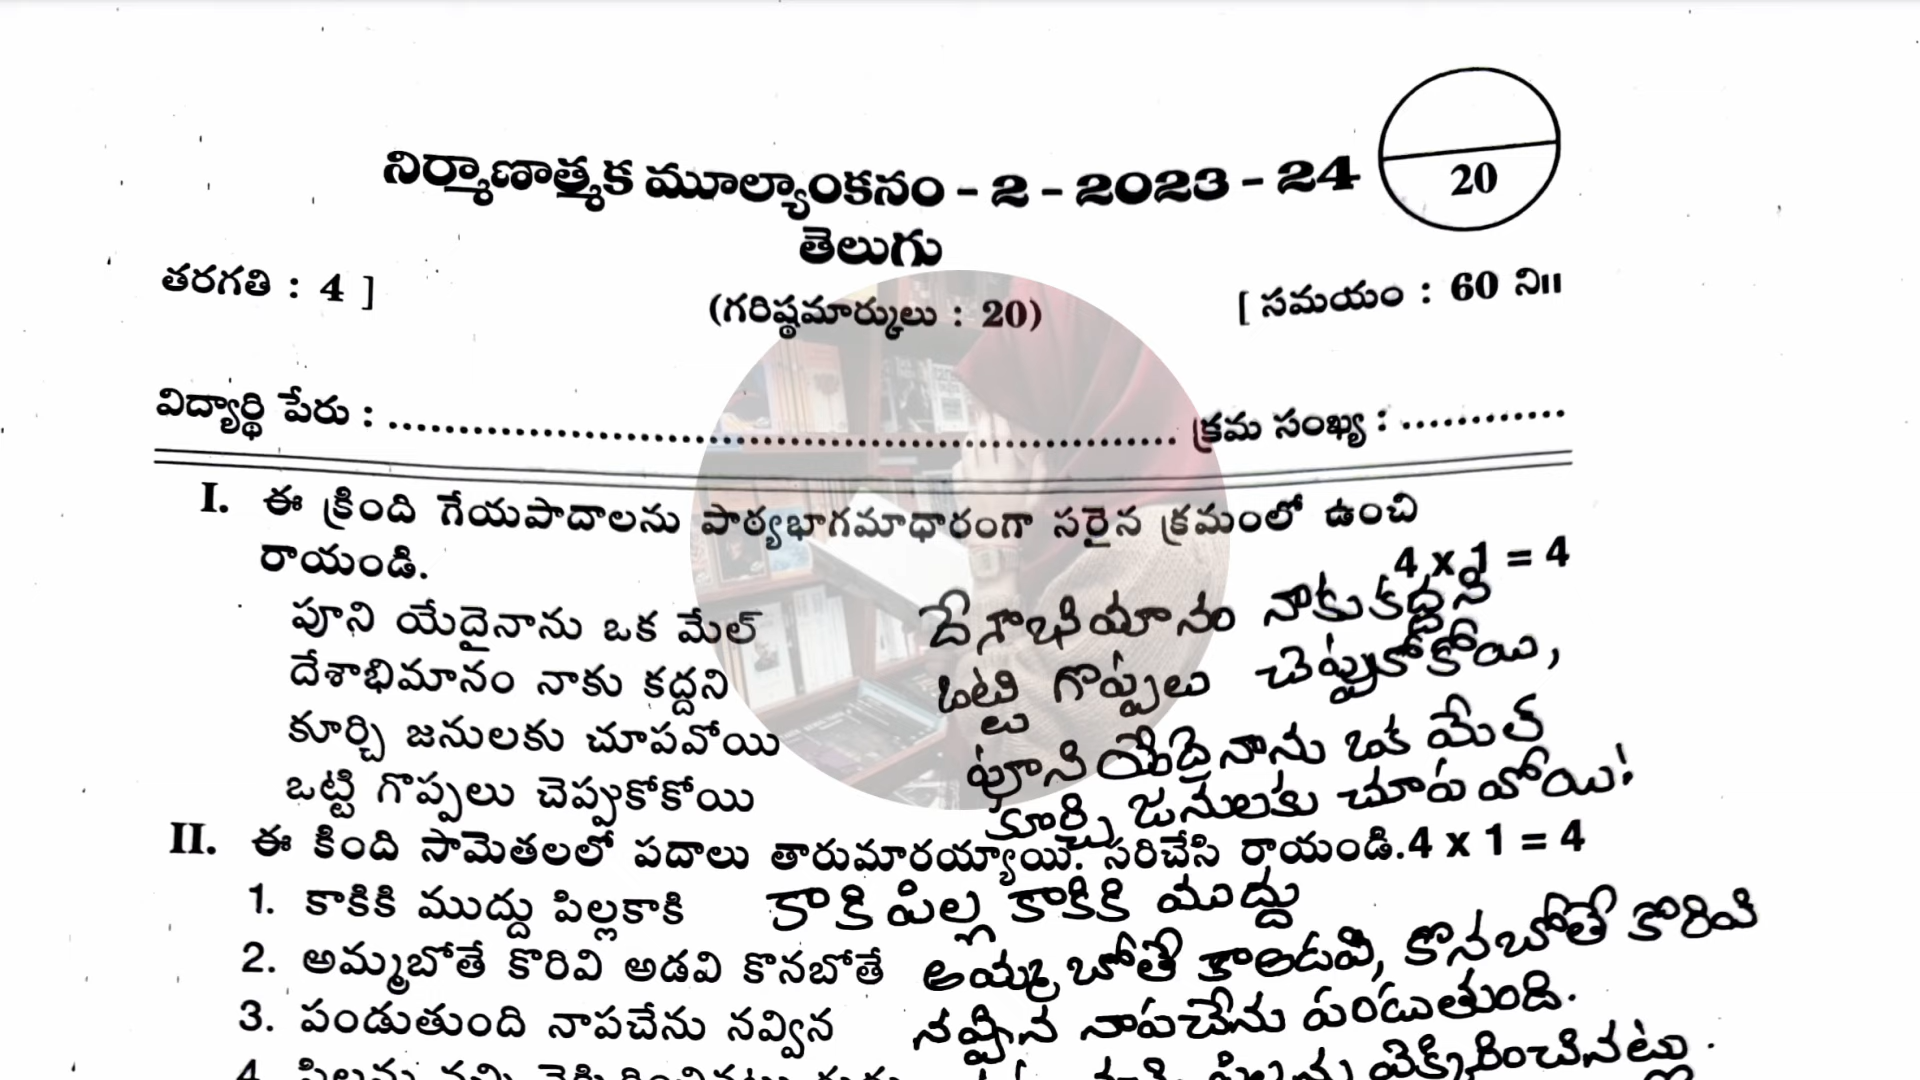 నిర్మాణాత్మక మూల్యాంకనం - 2 - 2023 - 24
20
తెలుగు
తరగతి : 4 ]
(గరిష్ఠమార్కులు : 20)
[ సమయం : 60 ని॥
విద్యార్థి పేరు : ........................................................................ క్రమ సంఖ్య : ............
I. ఈ క్రింది గేయపాదాలను పాఠ్యభాగమాధారంగా సరైన క్రమంలో ఉంచి
రాయండి. 4 x 1 = 4
పూని యేదైనాను ఒక మేల్ దేశాభిమానం నాకుకద్దని
దేశాభిమానం నాకు కద్దని ఒట్టి గొప్పలు చెప్పుకోకోయి,
కూర్చి జనులకు చూపవోయి పూని యేదైనాను ఒక మేల్
ఒట్టి గొప్పలు చెప్పుకోకోయి కూర్చి జనులకు చూపవోయి!
II. ఈ కింది సామెతలలో పదాలు తారుమారయ్యాయి. సరిచేసి రాయండి.4 x 1 = 4
1. కాకికి ముద్దు పిల్లకాకి కాకి పిల్ల కాకికి ముద్దు
2. అమ్మబోతే కొరివి అడవి కొనబోతే అమ్మబోతే కొనబోతే కొరివి
3. పండుతుంది నాపచేను నవ్విన నవ్విన నాపచేను పండుతుంది.
4. వెక్కిరించినట్లు.